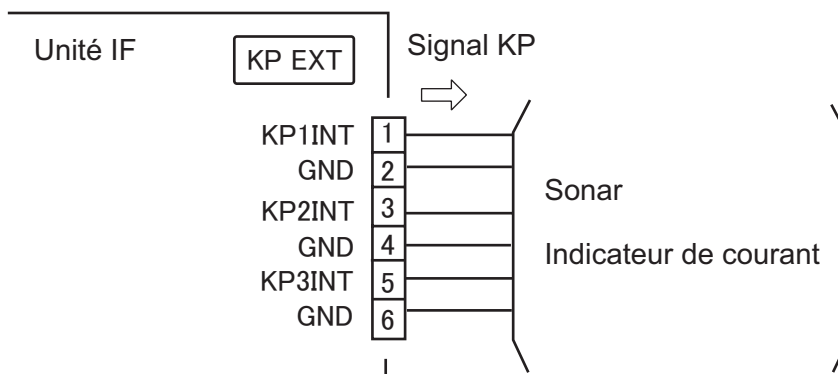 Unité IF
KP EXT
Signal KP
KP1INT 1
GND 2
KP2INT 3
GND 4
KP3INT 5
GND 6
Sonar
Indicateur de courant